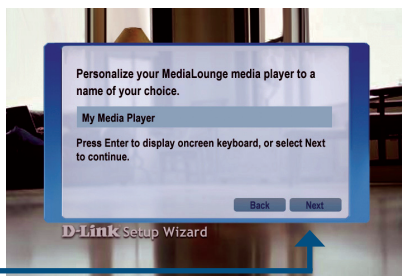 Personalize your MediaLounge media player to a
name of your choice.
My Media Player
Press Enter to display oncreen keyboard, or select Next
to continue.
Back Next
D-Link Setup Wizard